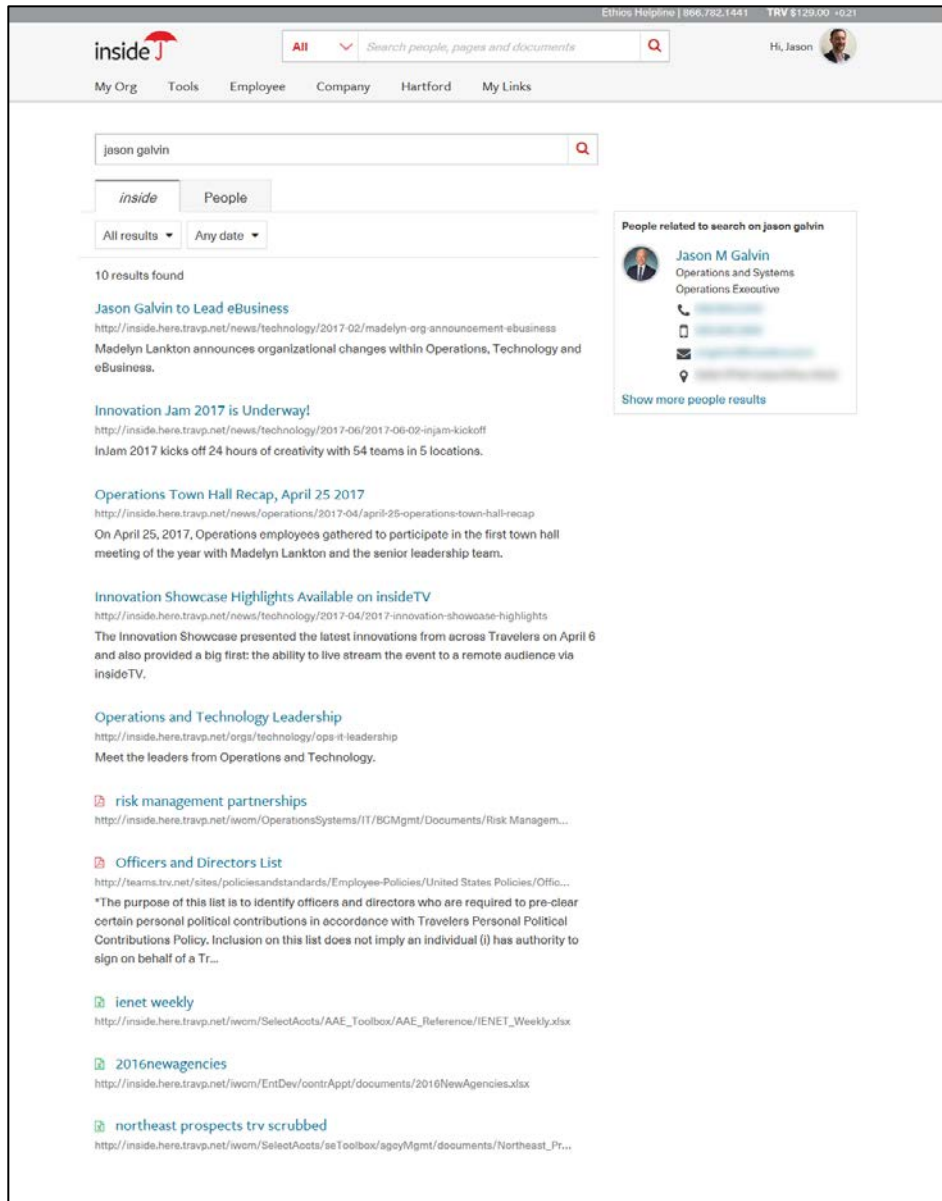 Ethics Helpline | 866.782.1441 TRV $129.00 +0.21
inside
All Search people, pages and documents
Hi, Jason
My Org Tools Employee Company Hartford My Links
jason galvin
inside People
All results Any date
10 results found
Jason Galvin to Lead eBusiness
http://inside.here.travp.net/news/technology/2017-02/madelyn-org-announcement-ebusiness
Madelyn Lankton announces organizational changes within Operations, Technology and
eBusiness.
Innovation Jam 2017 is Underway!
http://inside.here.travp.net/news/technology/2017-06/2017-06-02-injam-kickoff
InJam 2017 kicks off 24 hours of creativity with 54 teams in 5 locations.
Operations Town Hall Recap, April 25 2017
http://inside.here.travp.net/news/operations/2017-04/april-25-operations-town-hall-recap
On April 25, 2017, Operations employees gathered to participate in the first town hall
meeting of the year with Madelyn Lankton and the senior leadership team.
Innovation Showcase Highlights Available on insideTV
http://inside.here.travp.net/news/technology/2017-04/2017-innovation-showcase-highlights
The Innovation Showcase presented the latest innovations from across Travelers on April 6
and also provided a big first: the ability to live stream the event to a remote audience via
insideTV.
Operations and Technology Leadership
http://inside.here.travp.net/orgs/technology/ops-it-leadership
Meet the leaders from Operations and Technology.
risk management partnerships
http://inside.here.travp.net/iwcm/OperationsSystems/IT/BCMgmt/Documents/Risk Managem...
Officers and Directors List
http://teams.trv.net/sites/policiesandstandards/Employee-Policies/United States Policies/Offic...
"The purpose of this list is to identify officers and directors who are required to pre-clear
certain personal political contributions in accordance with Travelers Personal Political
Contributions Policy. Inclusion on this list does not imply an individual (i) has authority to
sign on behalf of a Tr...
ienet weekly
http://inside.here.travp.net/iwcm/SelectAccts/AAE_Toolbox/AAE_Reference/IENET_Weekly.xlsx
2016newagencies
http://inside.here.travp.net/iwcm/EntDev/contrAppt/documents/2016NewAgencies.xlsx
northeast prospects trv scrubbed
http://inside.here.travp.net/iwcm/SelectAccts/seToolbox/agcyMgmt/documents/Northeast_Pr...
People related to search on jason galvin
Jason M Galvin
Operations and Systems
Operations Executive
Show more people results